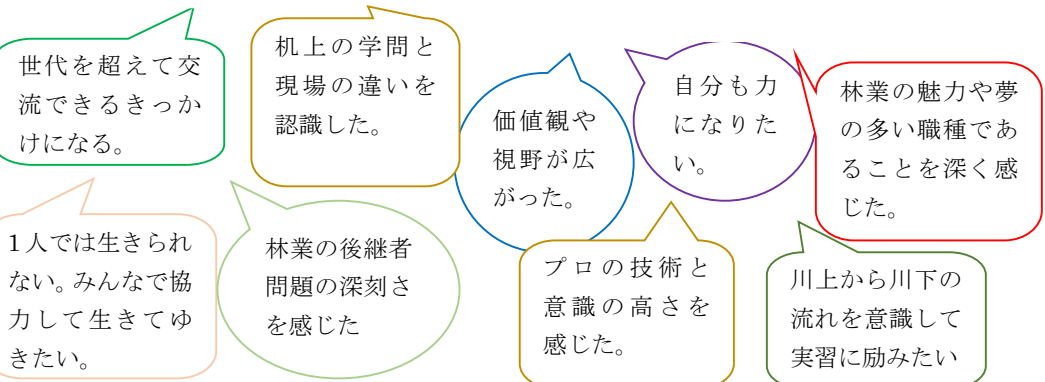 世代を超えて交
流できるきっか
けになる。
机上の学問と
現場の違いを
認識した。
価値観や
視野が広
がった。
自分も力
になりた
い。
林業の魅力や夢
の多い職種であ
ることを深く感
じた。
1人では生きられ
ない。みんなで協
力して生きてゆ
きたい。
林業の後継者
問題の深刻さ
を感じた
プロの技術と
意識の高さを
感じた。
川上から川下の
流れを意識して
実習に励みたい